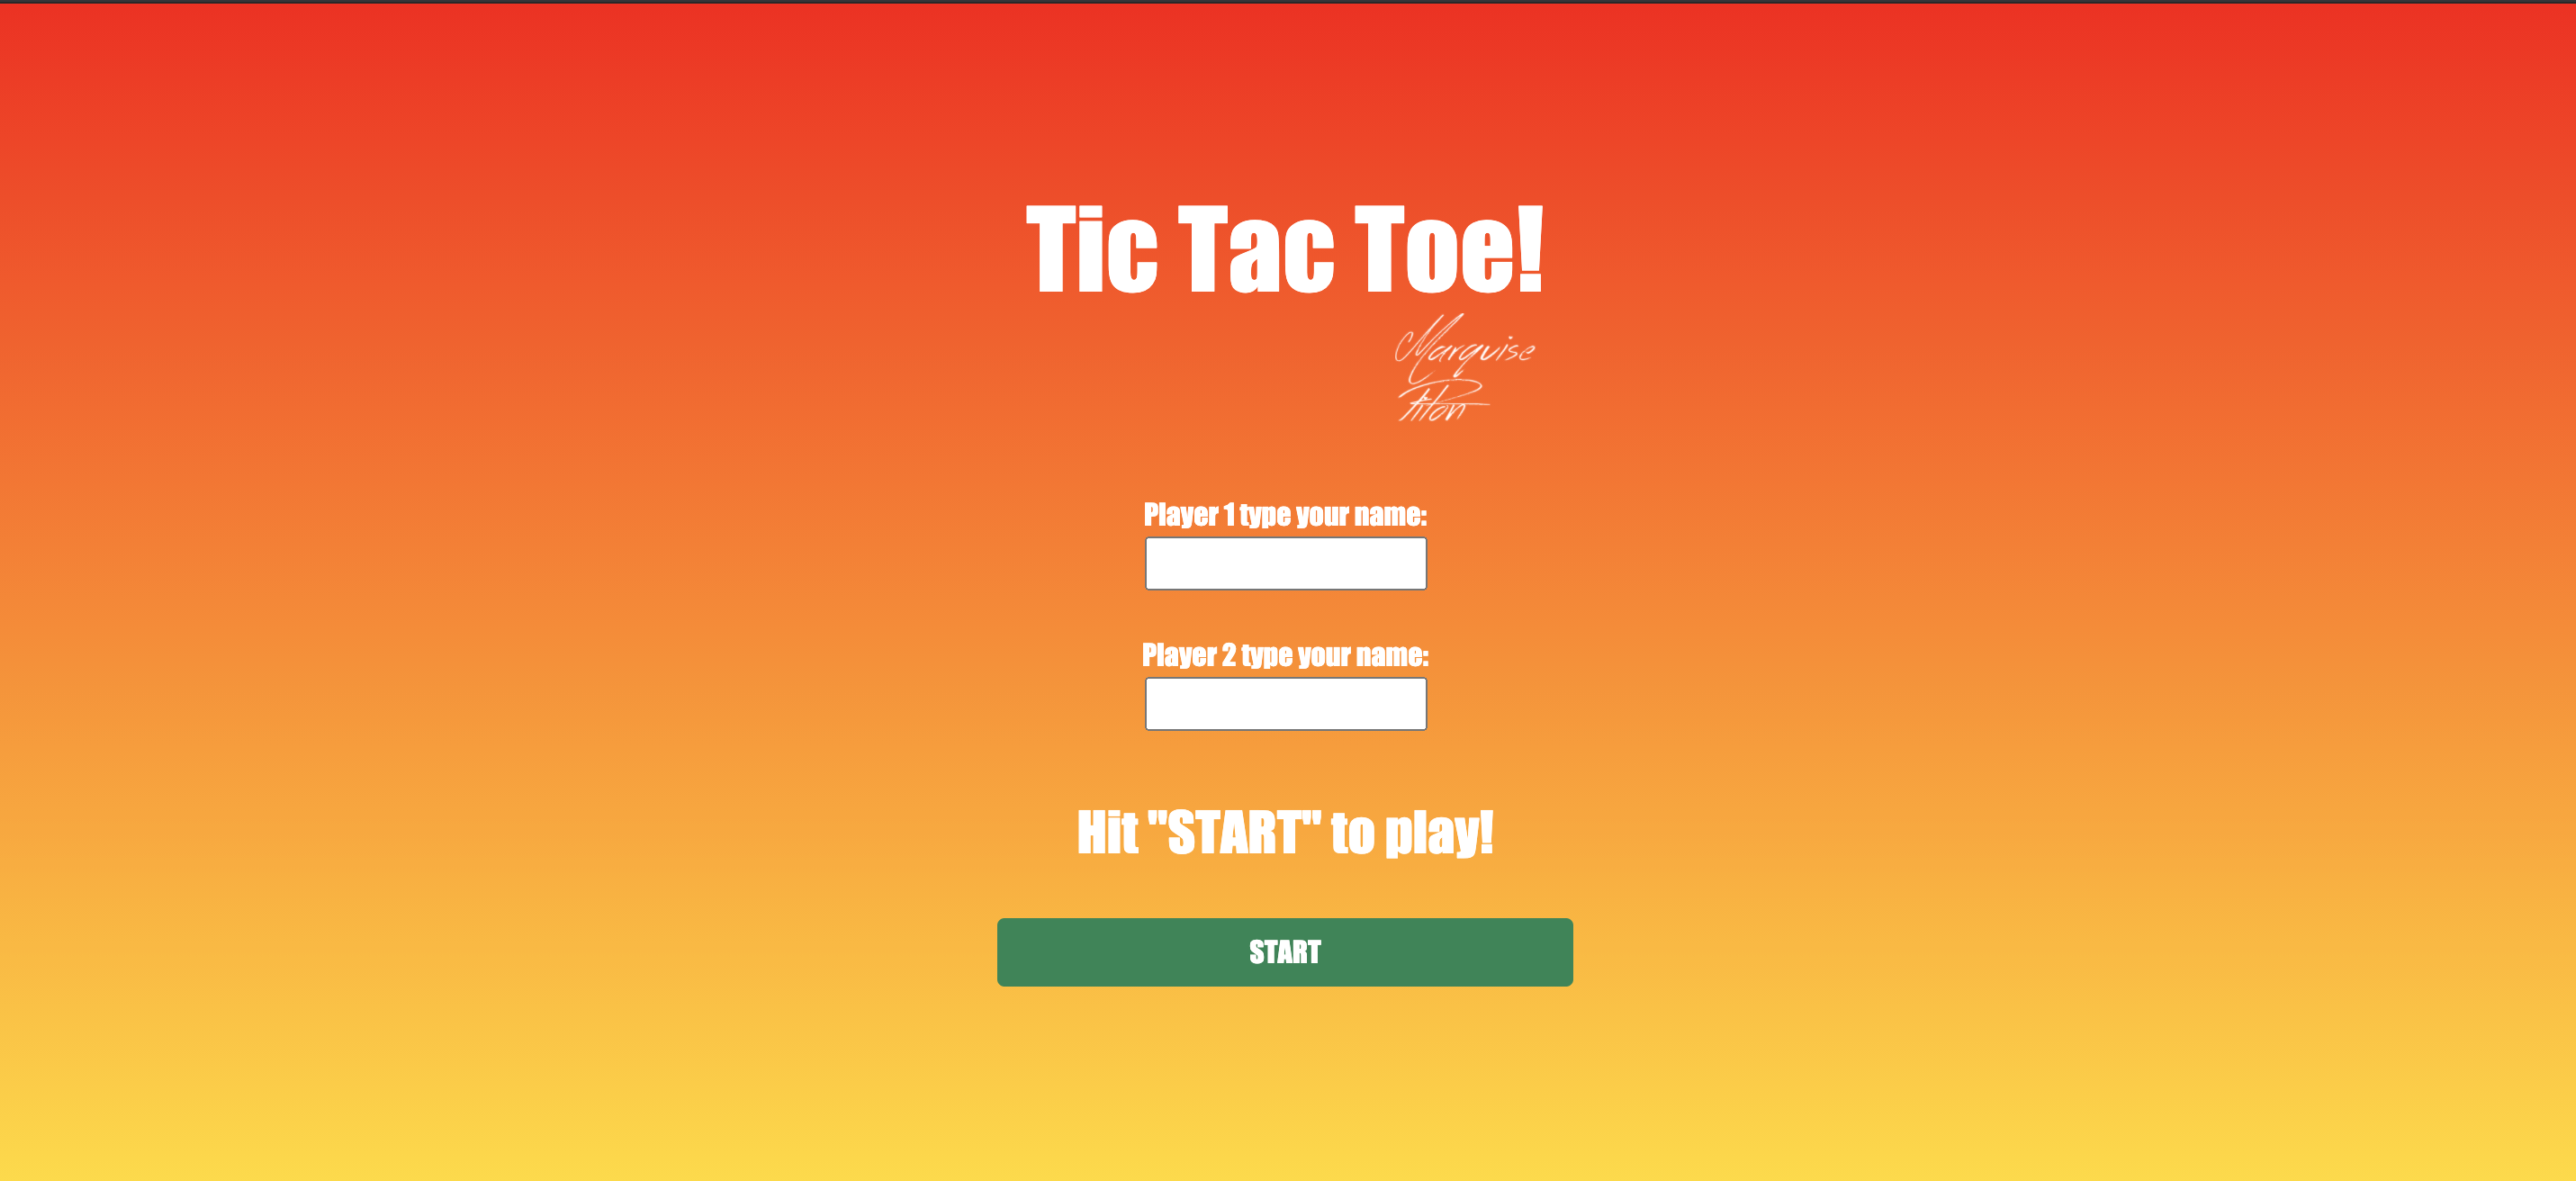 Tic Tac Toe!
Marquise
Piton
Player 1 type your name:
Player 2 type your name:
Hit "START" to play!
START